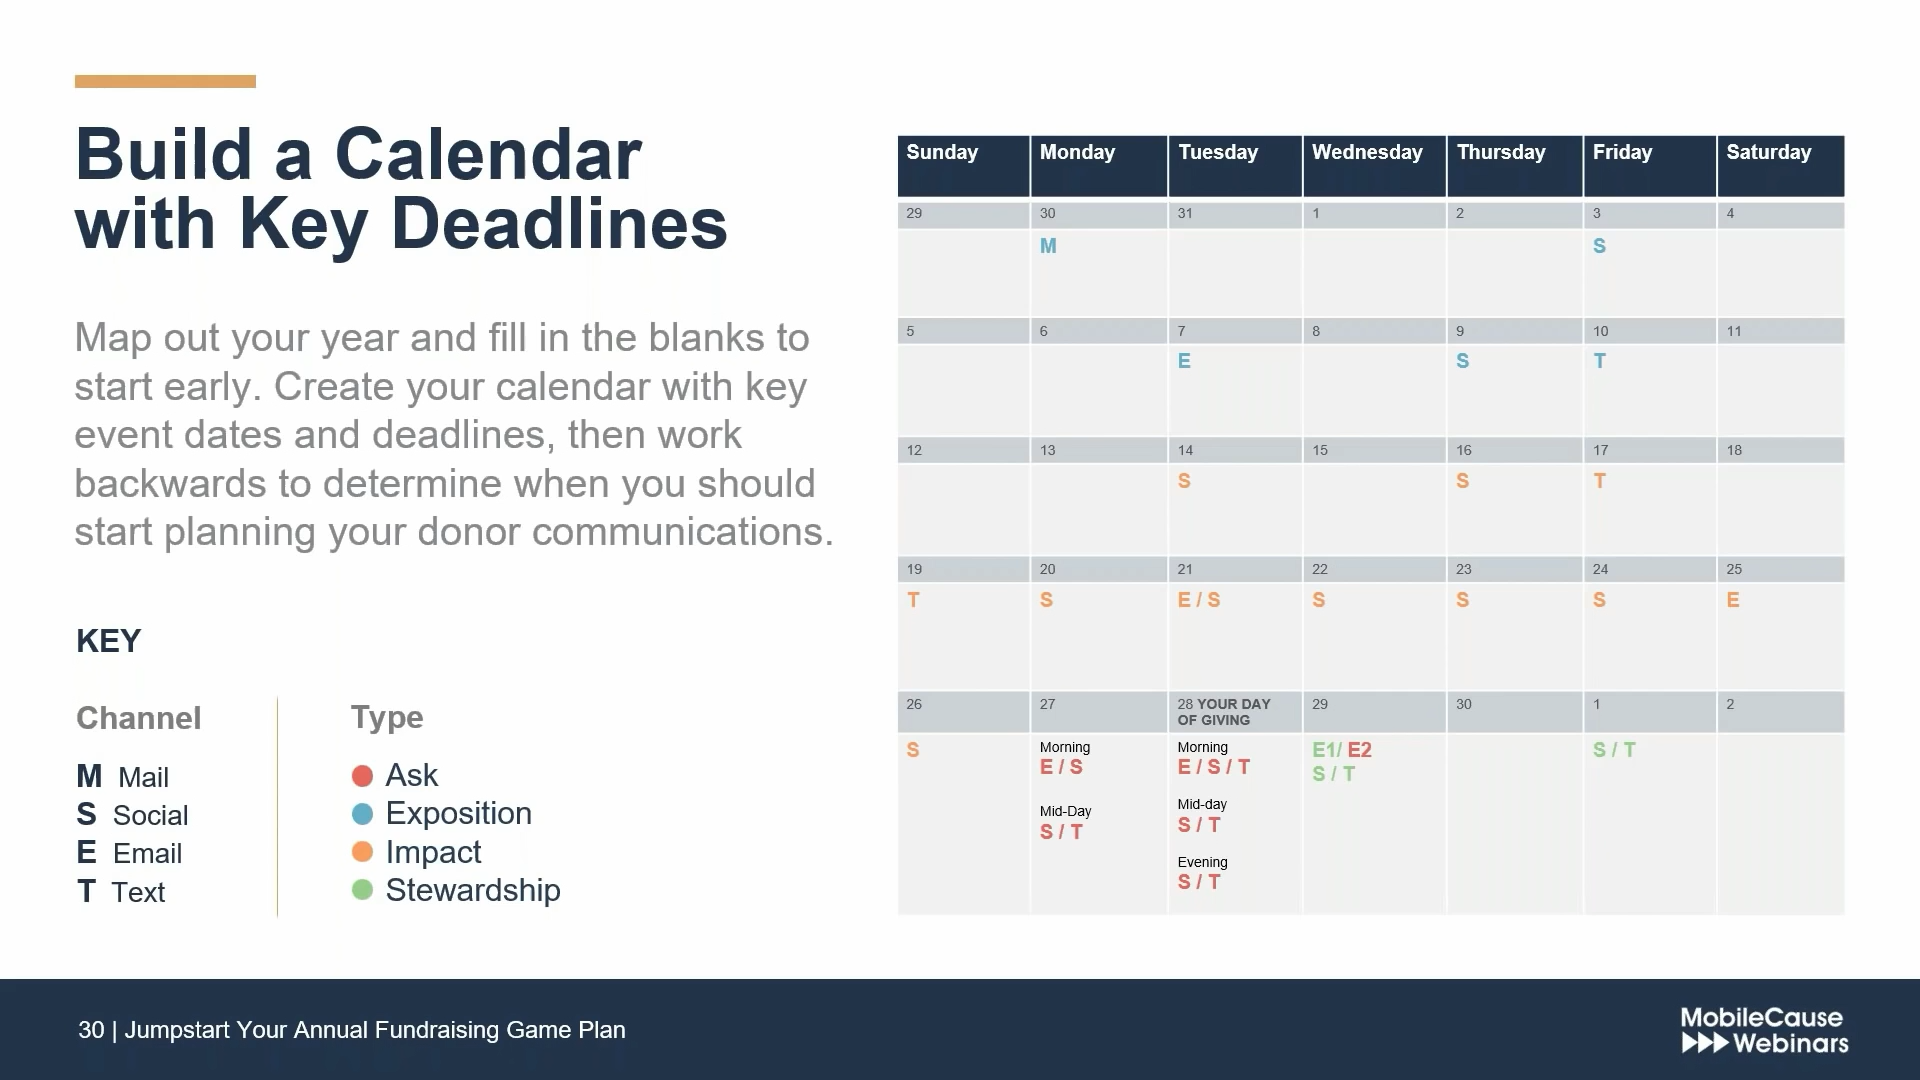 Build a Calendar
with Key Deadlines
Map out your year and fill in the blanks to
start early. Create your calendar with key
event dates and deadlines, then work
backwards to determine when you should
start planning your donor communications.
KEY
Channel
M Mail
S Social
E Email
T Text
Type
Ask
Exposition
Impact
Stewardship
Sunday Monday Tuesday Wednesday Thursday Friday Saturday
29 30 31 1 2 3 4
M S
5 6 7 8 9 10 11
E S T
12 13 14 15 16 17 18
S S T
19 20 21 22 23 24 25
T S E / S S S S E
26 27 28 YOUR DAY OF GIVING 29 30 1 2
S
Morning
E / S
Mid-Day
S / T
Morning
E / S / T
Mid-day
S / T
Evening
S / T
E1/ E2
S / T
S / T
30 | Jumpstart Your Annual Fundraising Game Plan
MobileCause
Webinars